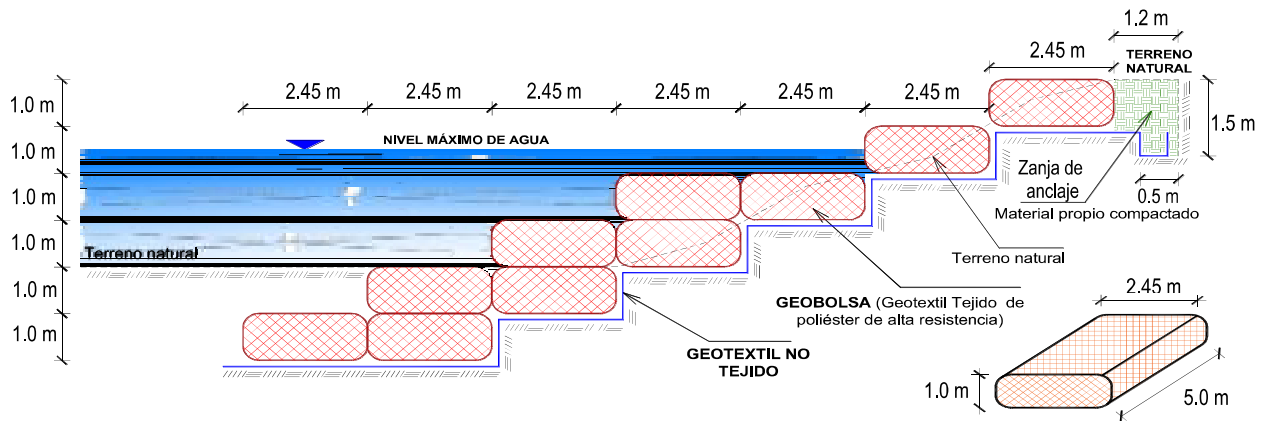 1.2 m
2.45 m
TERRENO
NATURAL
2.45 m
2.45 m
2.45 m
2.45 m
2.45 m
2.45 m
1.0 m
1.0 m
1.0 m
1.0 m
1.0 m
1.0 m
NIVEL MÁXIMO DE AGUA
1.5 m
Zanja de
anclaje
0.5 m
Material propio compactado
Terreno natural
Terreno natural
GEOBOLSA (Geotextil Tejido de
poliéster de alta resistencia)
GEOTEXTIL NO
TEJIDO
2.45 m
1.0 m
5.0 m